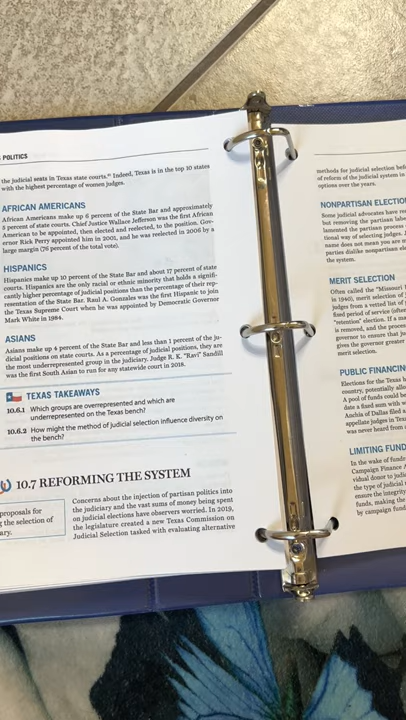 POLITICS
the judicial seats in Texas state courts. Indeed, Texas is in the top 10 states
with the highest percentage of women judges.
AFRICAN AMERICANS
African Americans make up 6 percent of the State Bar and approximately
5 percent of state courts. Chief Justice Wallace Jefferson was the first African
American to be appointed, then elected and reelected, to the position. Gov-
ernor Rick Perry appointed him in 2001, and he was reelected in 2006 by a
large margin (76 percent of the total vote).
HISPANICS
Hispanics make up 10 percent of the State Bar and about 17 percent of state
courts. Hispanics are the only racial or ethnic minority that holds a signifi-
cantly higher percentage of judicial positions than the percentage of their rep-
resentation of the State Bar. Raul A. Gonzales was the first Hispanic to join
the Texas Supreme Court when he was appointed by Democratic Governor
Mark White in 1984.
ASIANS
Asians make up 4 percent of the State Bar and less than 1 percent of the ju-
dicial positions on state courts. As a percentage of judicial positions, they are
the most underrepresented group in the judiciary. Judge R. K. "Ravi" Sandill
was the first South Asian to run for any statewide court in 2018.
TEXAS TAKEAWAYS
10.6.1 Which groups are overrepresented and which are
underrepresented on the Texas bench?
10.6.2 How might the method of judicial selection influence diversity on
the bench?
10.7 REFORMING THE SYSTEM
proposals for
g the selection of
ary.
Concerns about the injection of partisan politics into
the judiciary and the vast sums of money being spent
on judicial elections have observers worried. In 2019,
the legislature created a new Texas Commission on
Judicial Selection tasked with evaluating alternative
methods for judicial selection bef
of reform of the judicial system in
options over the years.
NONPARTISAN ELECTIO
Some judicial advocates have re
but removing the partisan labe
lamented the partisan process
tional way of selecting judges.
name does not mean you are n
parties dislike nonpartisan ele
the system.
MERIT SELECTION
Often called the "Missouri
in 1940), merit selection of
judges from a vetted list of
fixed period of service (often
"retention" election. If a ma
is removed, and the process
governor to ensure that ju
gives the governor greater
merit selection.
PUBLIC FINANCIN
Elections for the Texas h
country, potentially allo
A pool of funds could be
date a fixed sum with w
Anchía of Dallas filed a
appellate judges in Texa
was never heard from
LIMITING FUND
In the wake of fundr
Campaign Finance A
vidual donor to judi
the type of judicial
ensure the integrity
funds, making the
by campaign fund